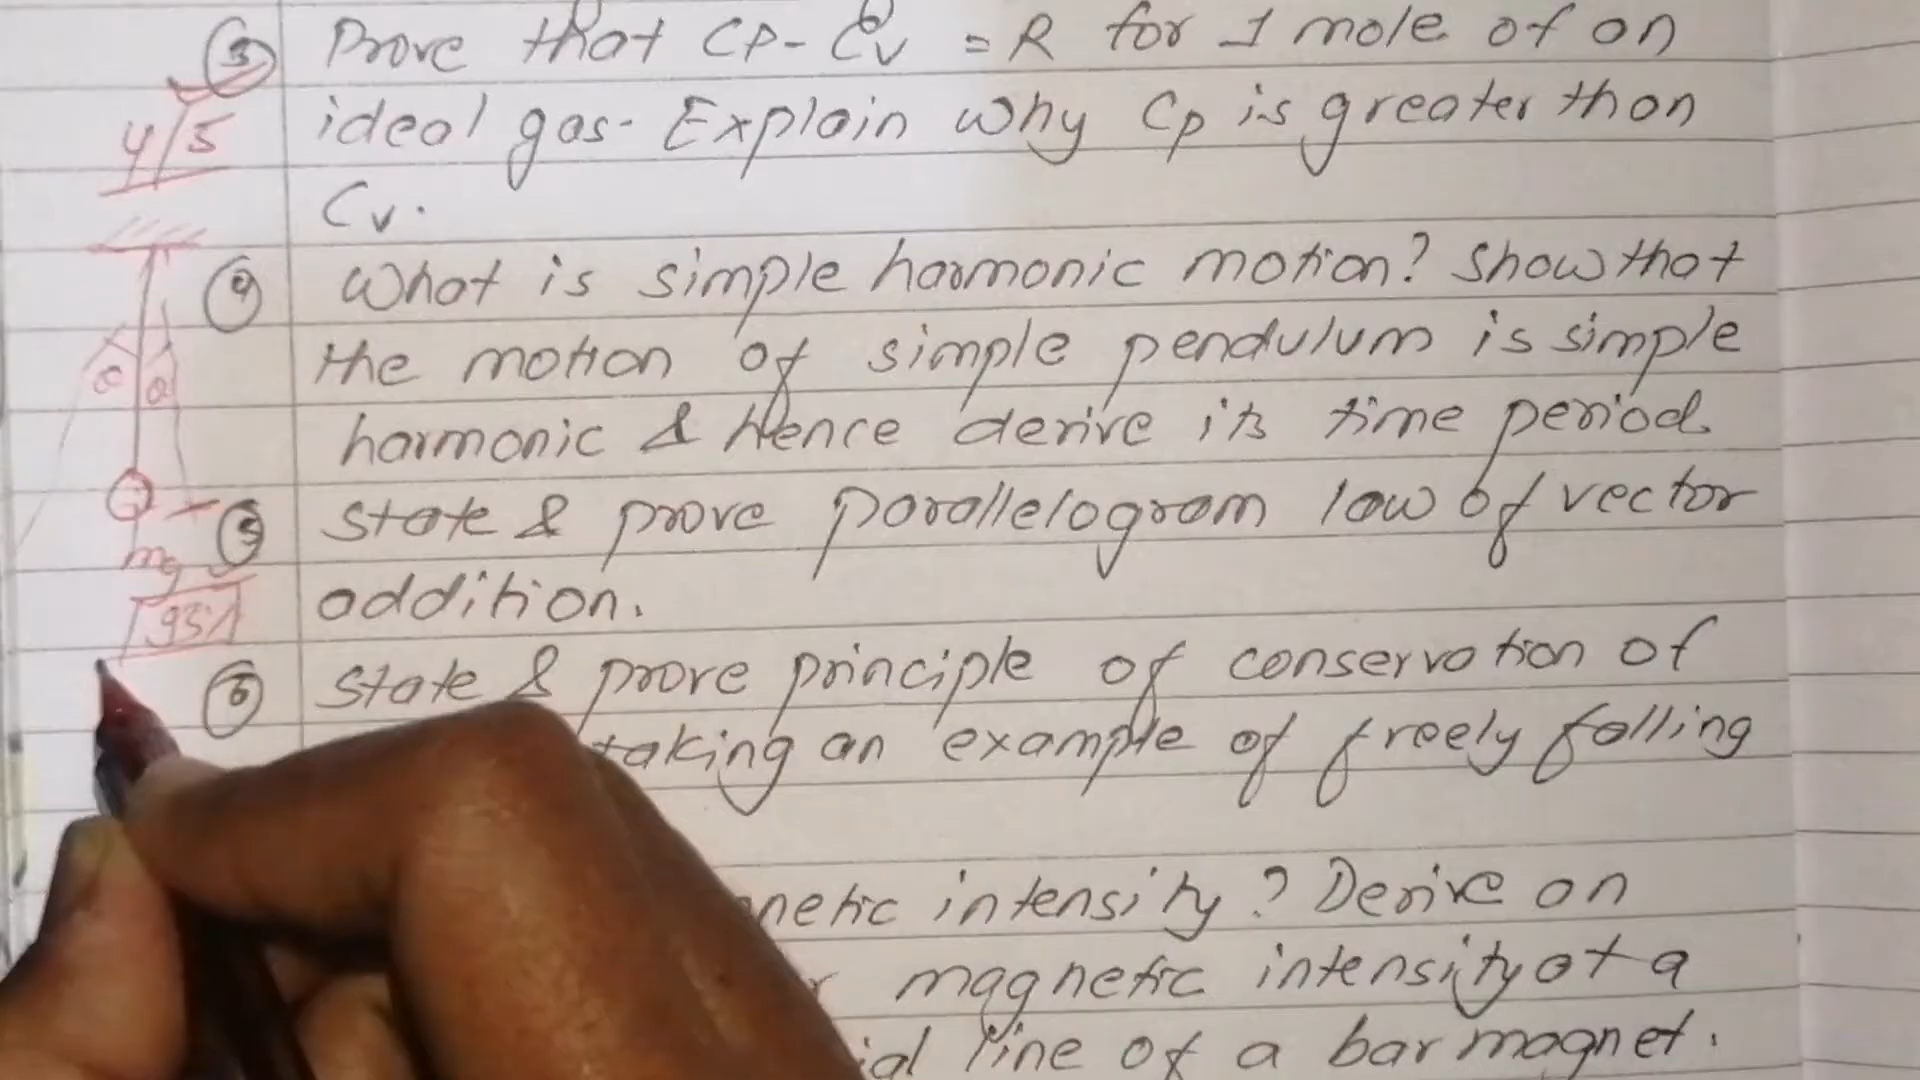 ③ Prove that CP- Cv = R for 1 mole of an
4/5
ideal gas. Explain why Cp is greater than
Cv.
④ What is simple harmonic motion? Show that
the motion of simple pendulum is simple
harmonic & Hence derive its time period.
⑤ State & prove parallelogram law of vector
mg
addition.
95%
⑥ State & prove principle of conservation of
taking an example of freely falling
intensity? Derive an
magnetic intensity at a
line of a bar magnet.